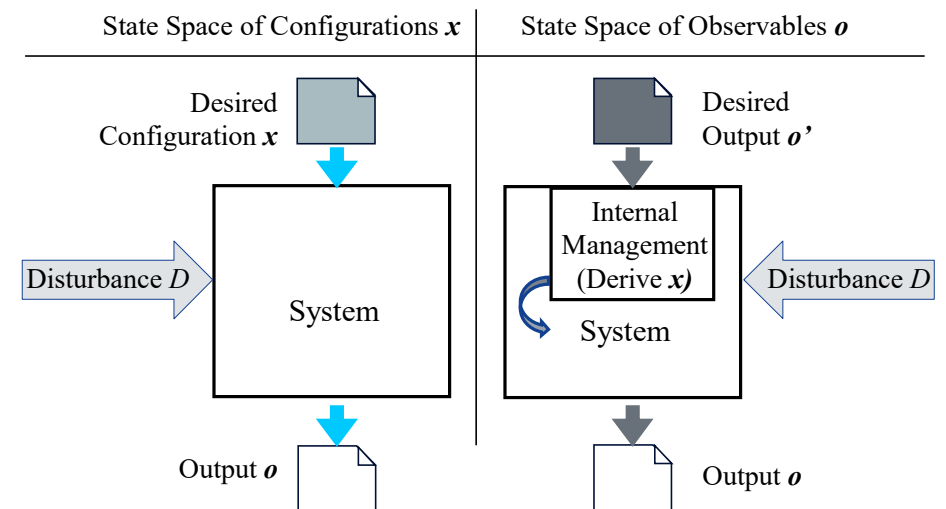 State Space of Configurations x
State Space of Observables o
Desired
Configuration x
Disturbance D
System
Output o
Desired
Output o’
Internal
Management
(Derive x)
System
Disturbance D
Output o